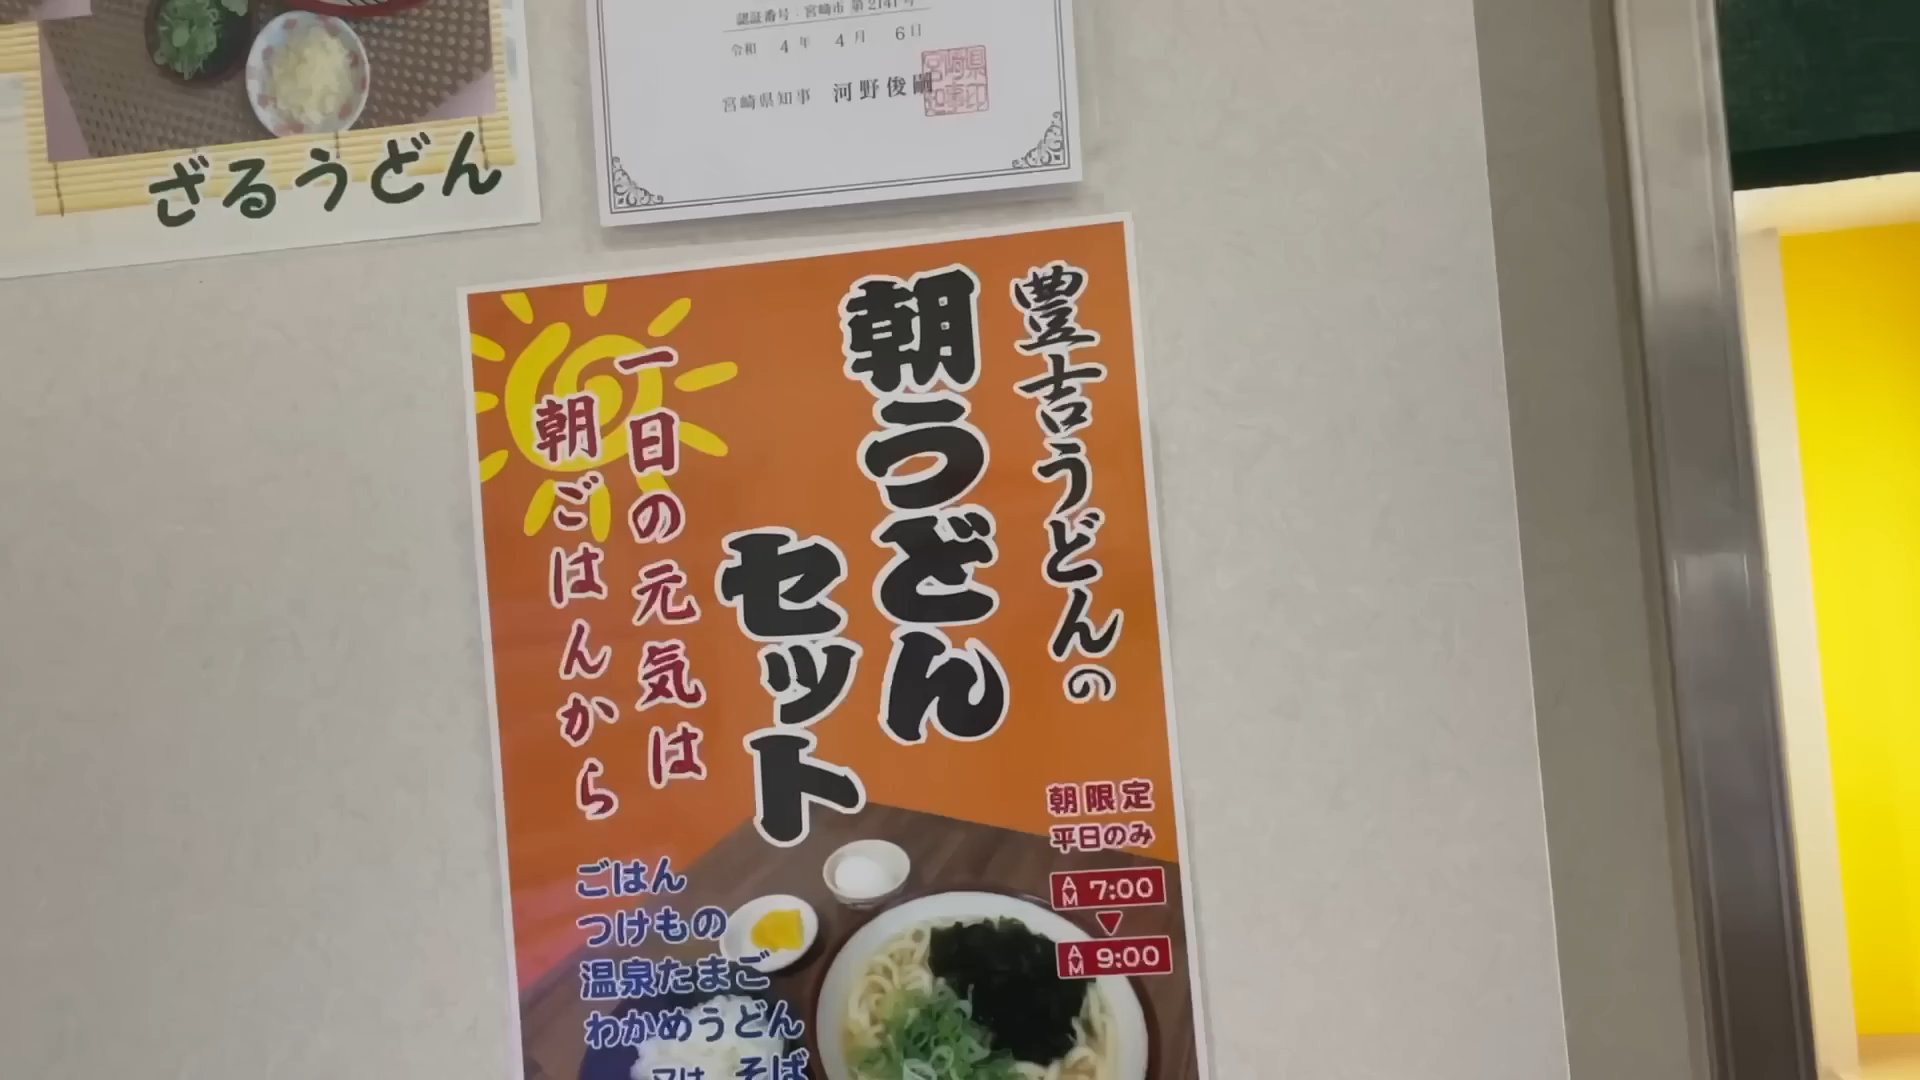 ざるうどん
認証番号:宮崎市 第2141号
令和 4年 4月 6日
宮崎県知事 河野俊嗣
豊吉うどんの
朝うどん
セット
一日の元気は
朝ごはんから
朝限定
平日のみ
AM 7:00
AM 9:00
ごはん
つけもの
温泉たまご
わかめうどん
又は そば